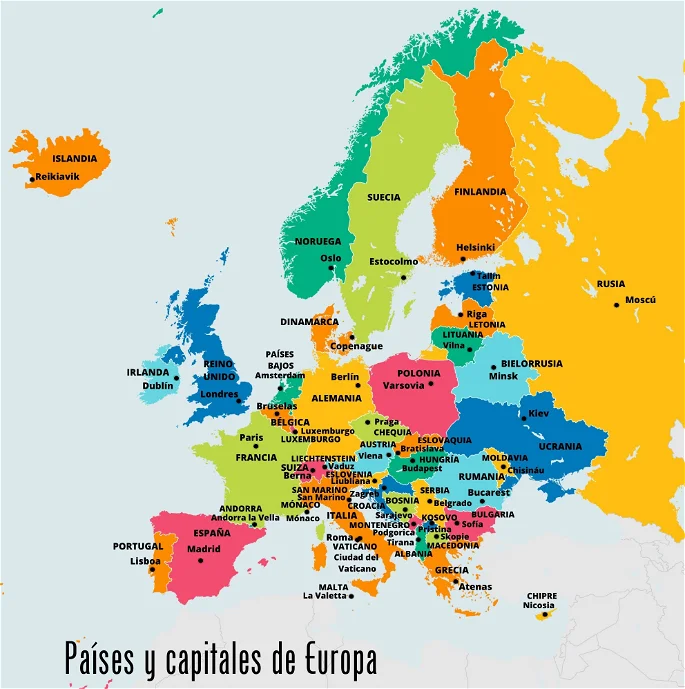 ISLANDIA
Reikiavik
SUECIA
FINLANDIA
NORUEGA
Oslo
Helsinki
Estocolmo
Tallin
ESTONIA
RUSIA
Moscú
Riga
LETONIA
DINAMARCA
Copenague
LITUANIA
Vilna
PAÍSES
BAJOS
Amsterdam
REINO
UNIDO
Londres
IRLANDA
Dublín
Berlín
ALEMANIA
POLONIA
Varsovia
BIELORRUSIA
Minsk
Bruselas
BÉLGICA
Luxemburgo
LUXEMBURGO
Praga
CHEQUIA
Kiev
UCRANIA
París
FRANCIA
LIECHTENSTEIN
Vaduz
SUIZA
Berna
AUSTRIA
Viena
ESLOVAQUIA
Bratislava
HUNGRÍA
Budapest
MOLDAVIA
Chisináu
ESLOVENIA
Liubliana
RUMANIA
Bucarest
SAN MARINO
San Marino
Zagreb
CROACIA
BOSNIA
Sarajevo
SERBIA
Belgrado
MÓNACO
Mónaco
ANDORRA
Andorra la Vella
ITALIA
MONTENEGRO
Podgorica
KOSOVO
Pristina
BULGARIA
Sofía
ESPAÑA
Madrid
PORTUGAL
Lisboa
Roma
VATICANO
Ciudad del
Vaticano
Tirana
ALBANIA
Skopie
MACEDONIA
GRECIA
Atenas
MALTA
La Valetta
CHIPRE
Nicosia
Países y capitales de Europa